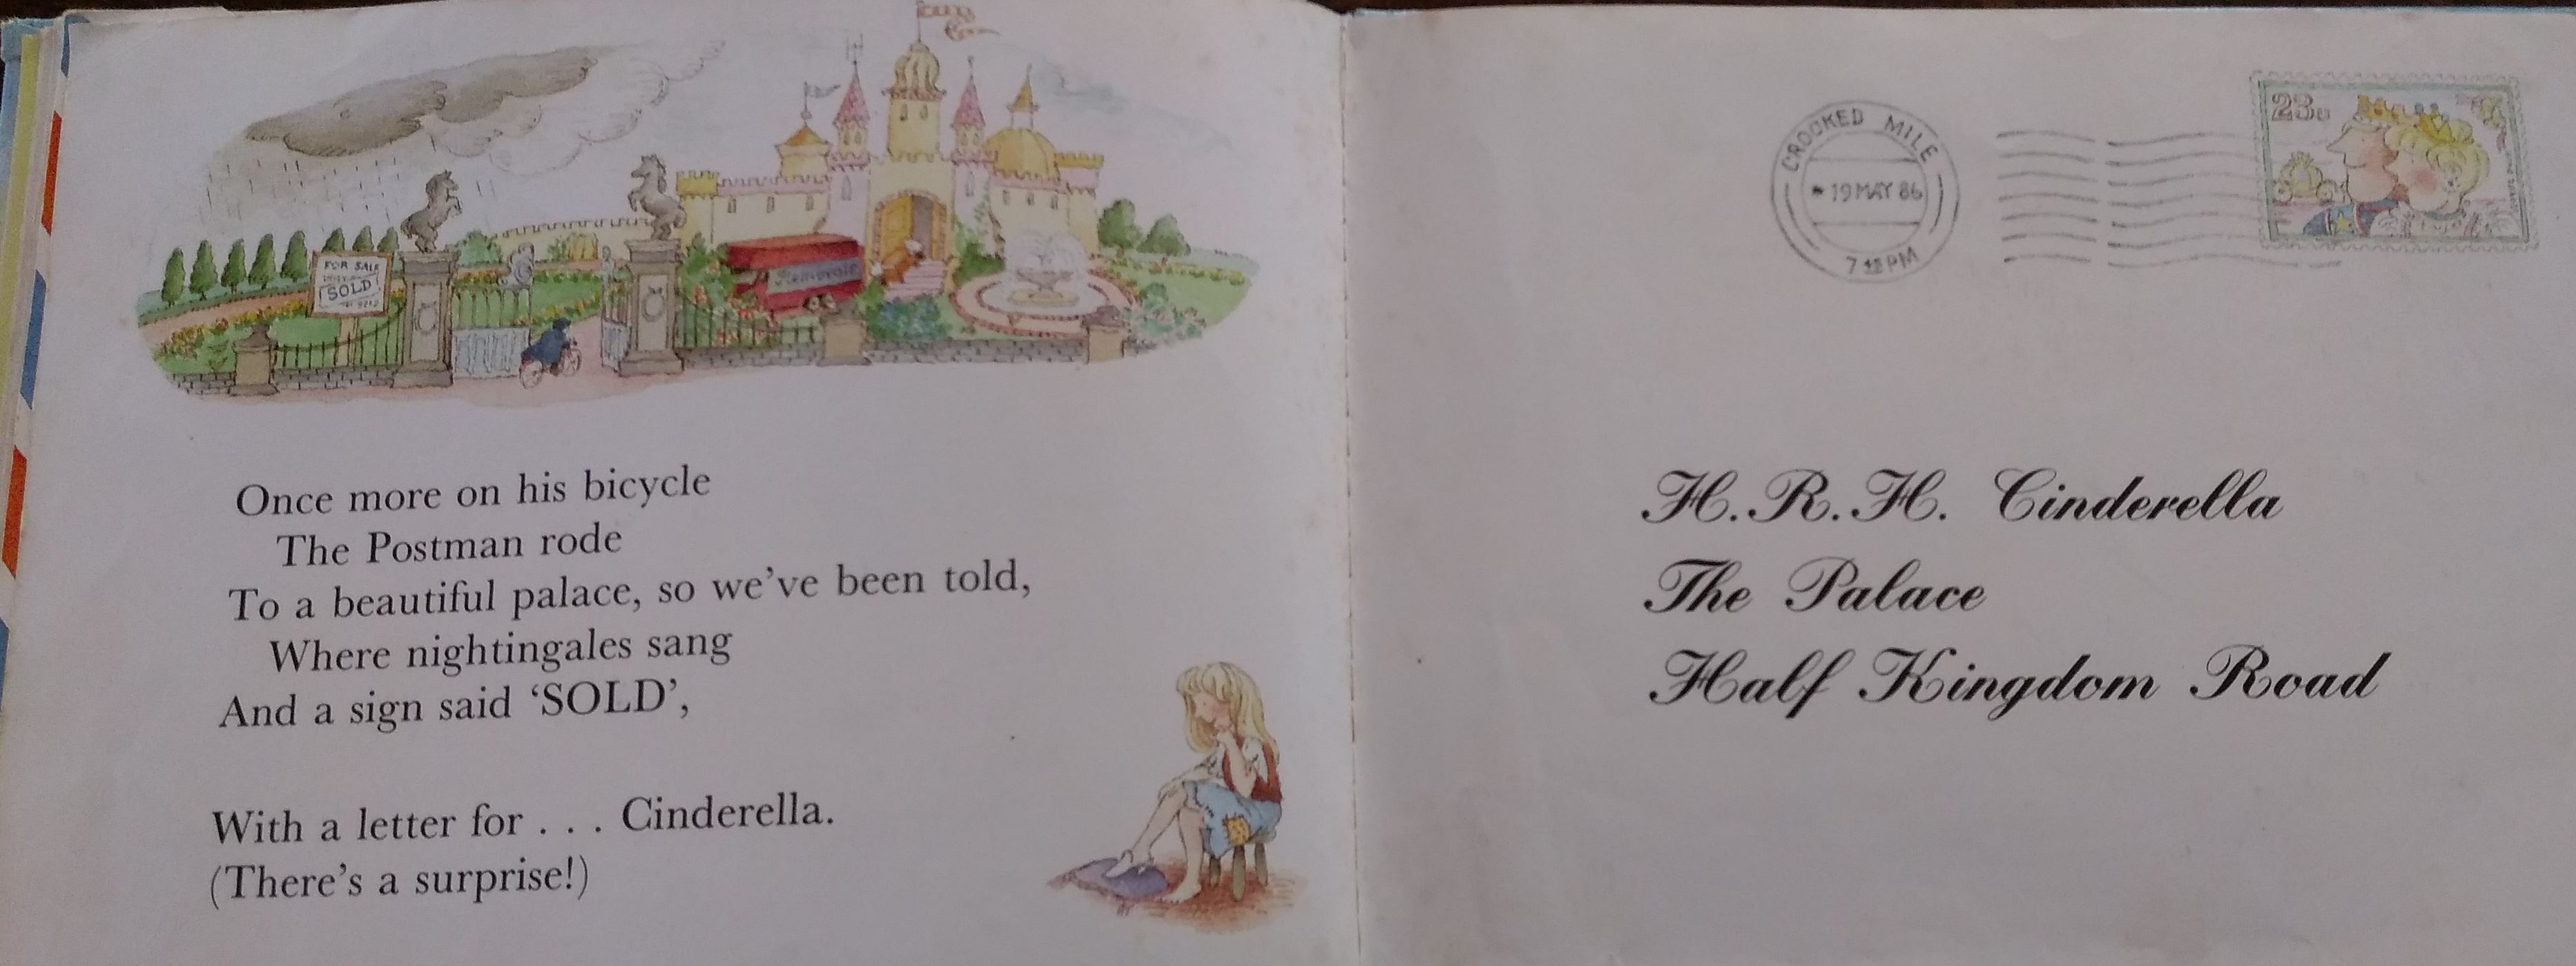 FOR SALE
SOLD
Removals
Once more on his bicycle
The Postman rode
To a beautiful palace, so we've been told,
Where nightingales sang
And a sign said ‘SOLD’,
With a letter for . . . Cinderella.
(There's a surprise!)
CROOKED MILE
19 MAY 86
PM
H.R.H. Cinderella
The Palace
Half Kingdom Road